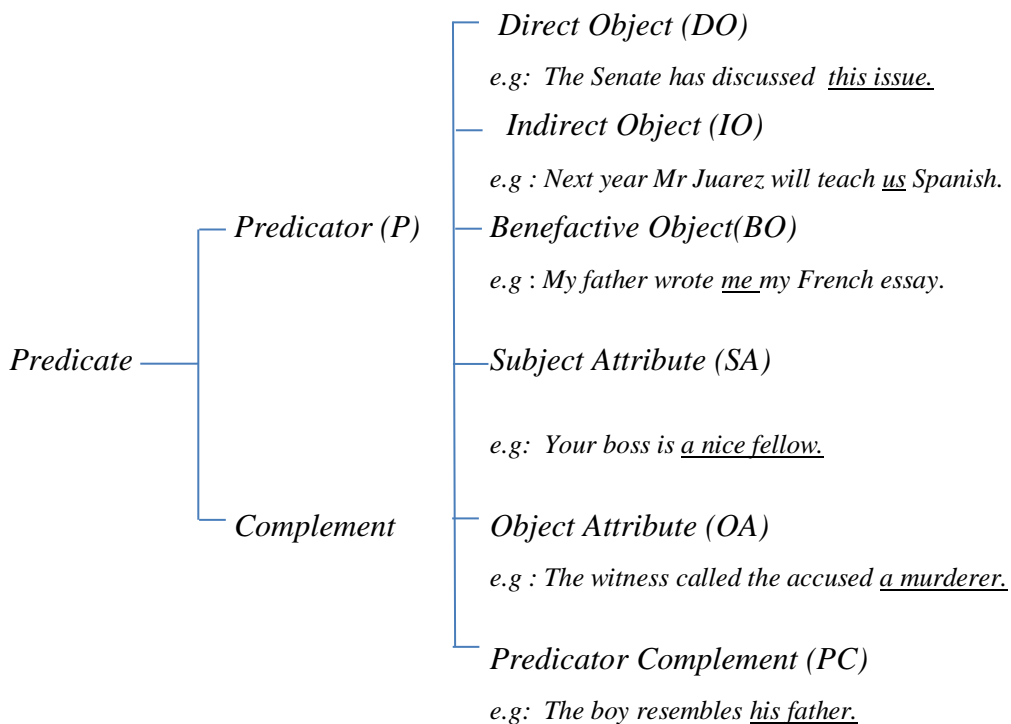 Direct Object (DO)
e.g: The Senate has discussed this issue.
Indirect Object (IO)
e.g : Next year Mr Juarez will teach us Spanish.
Predicator (P)
Benefactive Object(BO)
e.g : My father wrote me my French essay.
Predicate
Subject Attribute (SA)
e.g: Your boss is a nice fellow.
Complement
Object Attribute (OA)
e.g : The witness called the accused a murderer.
Predicator Complement (PC)
e.g: The boy resembles his father.